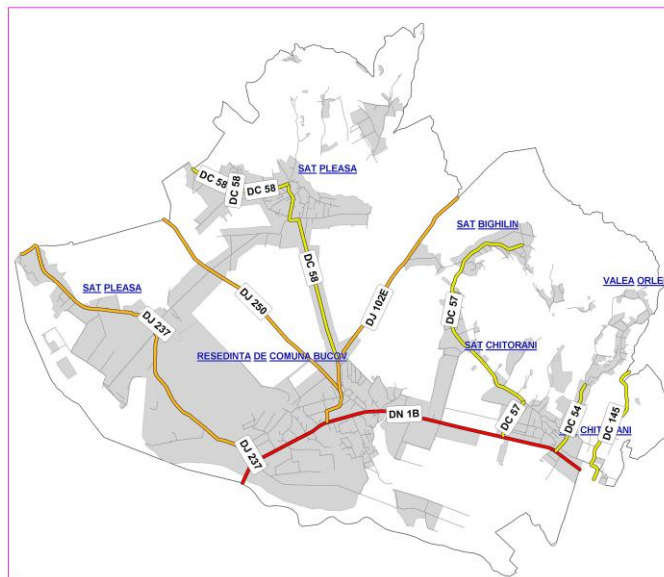 SAT PLEASA
DC 58
DC 58
DC 58
SAT BIGHILIN
DC 58
DJ 102E
VALEA ORLE
SAT PLEASA
DJ 250
DC 57
DJ 237
RESEDINTA DE COMUNA BUCOV
SAT CHITORANI
DN 1B
DC 57
DC 54
DC 145
DJ 237